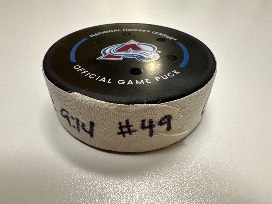 NATIONAL HOCKEY LEAGUE
OFFICIAL GAME PUCK
9:14 #49